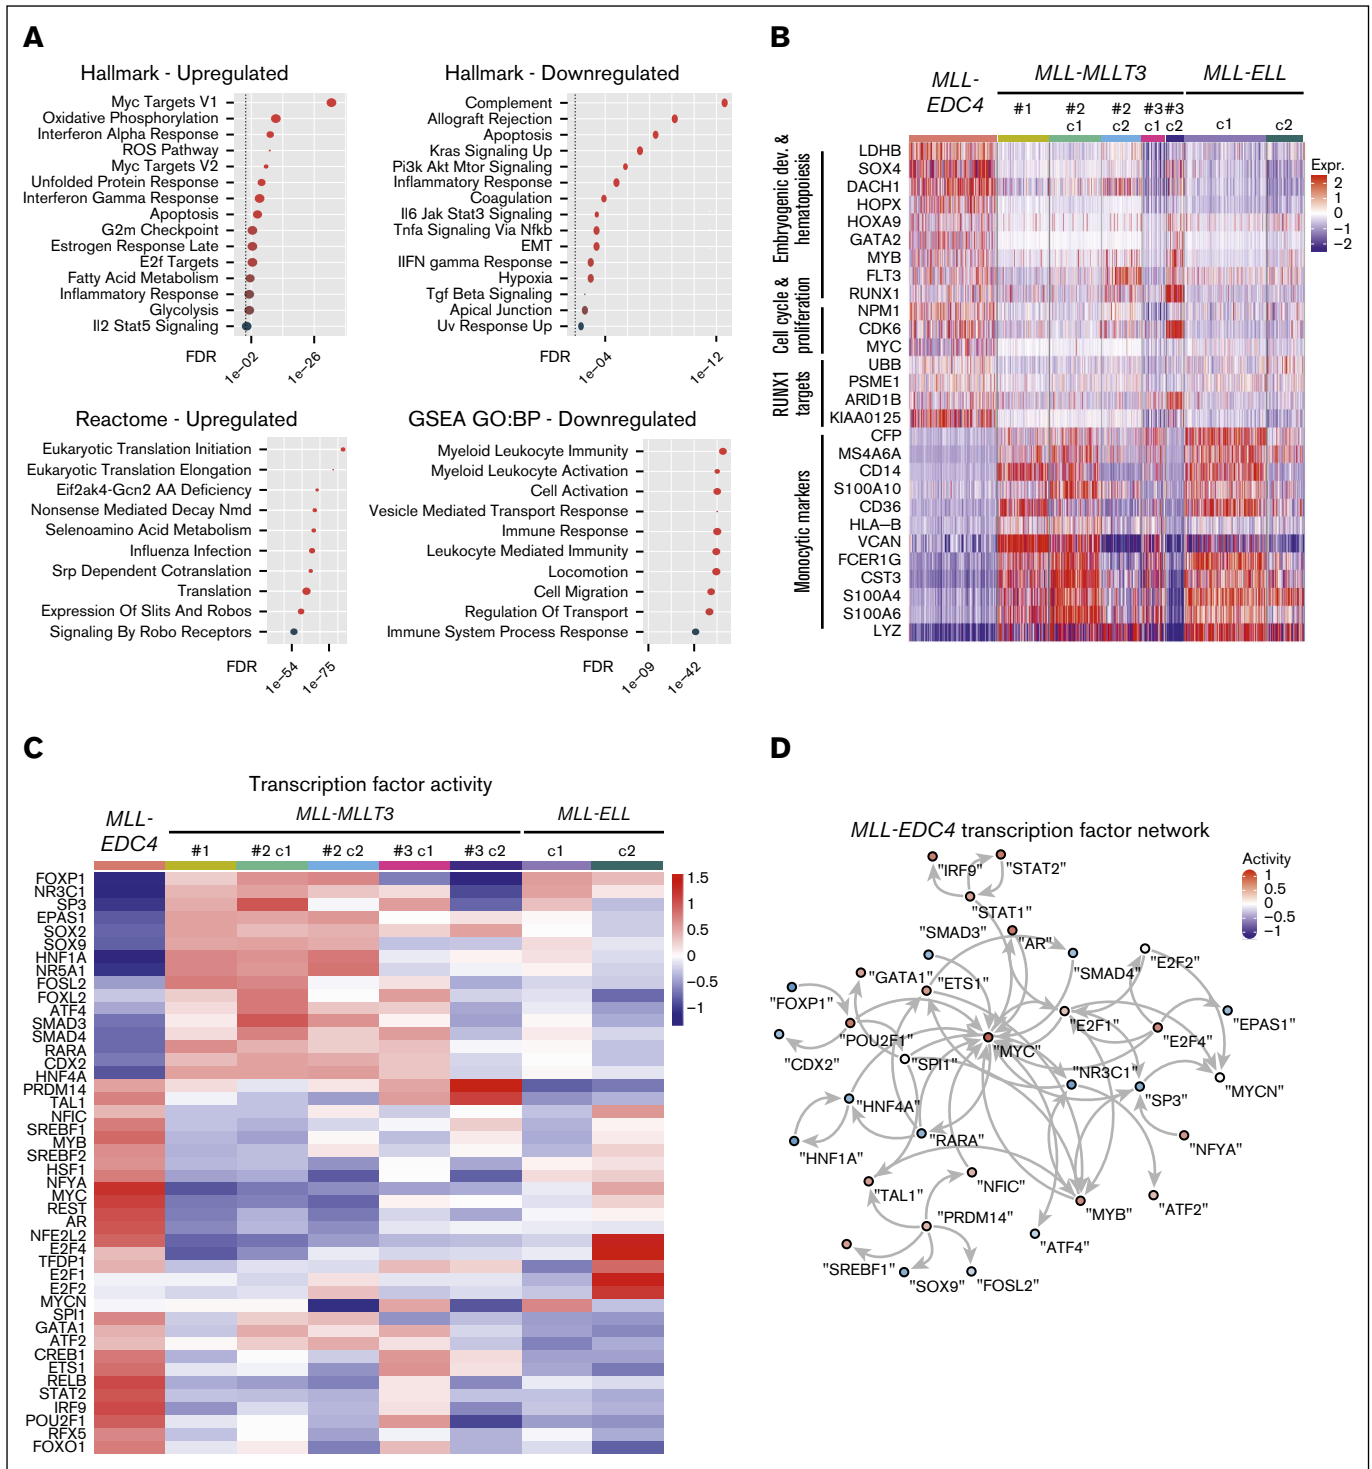 A
Hallmark - Upregulated
Myc Targets V1
Oxidative Phosphorylation
Interferon Alpha Response
ROS Pathway
Myc Targets V2
Unfolded Protein Response
Interferon Gamma Response
Apoptosis
G2m Checkpoint
Estrogen Response Late
E2f Targets
Fatty Acid Metabolism
Inflammatory Response
Glycolysis
Il2 Stat5 Signaling
FDR
1e−02
1e−26
Hallmark - Downregulated
Complement
Allograft Rejection
Apoptosis
Kras Signaling Up
Pi3k Akt Mtor Signaling
Inflammatory Response
Coagulation
Il6 Jak Stat3 Signaling
Tnfa Signaling Via Nfkb
EMT
IIFN gamma Response
Hypoxia
Tgf Beta Signaling
Apical Junction
Uv Response Up
FDR
1e−04
1e−12
Reactome - Upregulated
Eukaryotic Translation Initiation
Eukaryotic Translation Elongation
Eif2ak4-Gcn2 AA Deficiency
Nonsense Mediated Decay Nmd
Selenoamino Acid Metabolism
Influenza Infection
Srp Dependent Cotranslation
Translation
Expression Of Slits And Robos
Signaling By Robo Receptors
FDR
1e−54
1e−75
GSEA GO:BP - Downregulated
Myeloid Leukocyte Immunity
Myeloid Leukocyte Activation
Cell Activation
Vesicle Mediated Transport Response
Immune Response
Leukocyte Mediated Immunity
Locomotion
Cell Migration
Regulation Of Transport
Immune System Process Response
FDR
1e−09
1e−42
B
MLL-
EDC4
MLL-MLLT3
MLL-ELL
#1
#2
c1
#2
c2
#3
c1
#3
c2
c1
c2
Embryogenic dev. &
hematopoiesis
Cell cycle &
proliferation
RUNX1
targets
Monocytic markers
LDHB
SOX4
DACH1
HOPX
HOXA9
GATA2
MYB
FLT3
RUNX1
NPM1
CDK6
MYC
UBB
PSME1
ARID1B
KIAA0125
CFP
MS4A6A
CD14
S100A10
CD36
HLA−B
VCAN
FCER1G
CST3
S100A4
S100A6
LYZ
Expr.
2
1
0
−1
−2
C
Transcription factor activity
MLL-
EDC4
MLL-MLLT3
MLL-ELL
#1
#2 c1
#2 c2
#3 c1
#3 c2
c1
c2
FOXP1
NR3C1
SP3
EPAS1
SOX2
SOX9
HNF1A
NR5A1
FOSL2
FOXL2
ATF4
SMAD3
SMAD4
RARA
CDX2
HNF4A
PRDM14
TAL1
NFIC
SREBF1
MYB
SREBF2
HSF1
NFYA
MYC
REST
AR
NFE2L2
E2F4
TFDP1
E2F1
E2F2
MYCN
SPI1
GATA1
ATF2
CREB1
ETS1
RELB
STAT2
IRF9
POU2F1
RFX5
FOXO1
1.5
1
0.5
0
−0.5
−1
D
MLL-EDC4 transcription factor network
Activity
1
0.5
0
−0.5
−1
"IRF9"
"STAT2"
"STAT1"
"SMAD3"
"AR"
"SMAD4"
"E2F2"
"GATA1"
"ETS1"
"FOXP1"
"E2F1"
"EPAS1"
"CDX2"
"POU2F1"
"MYC"
"E2F4"
"SPI1"
"NR3C1"
"SP3"
"MYCN"
"HNF4A"
"RARA"
"HNF1A"
"NFYA"
"TAL1"
"NFIC"
"PRDM14"
"MYB"
"ATF2"
"ATF4"
"SREBF1"
"SOX9"
"FOSL2"